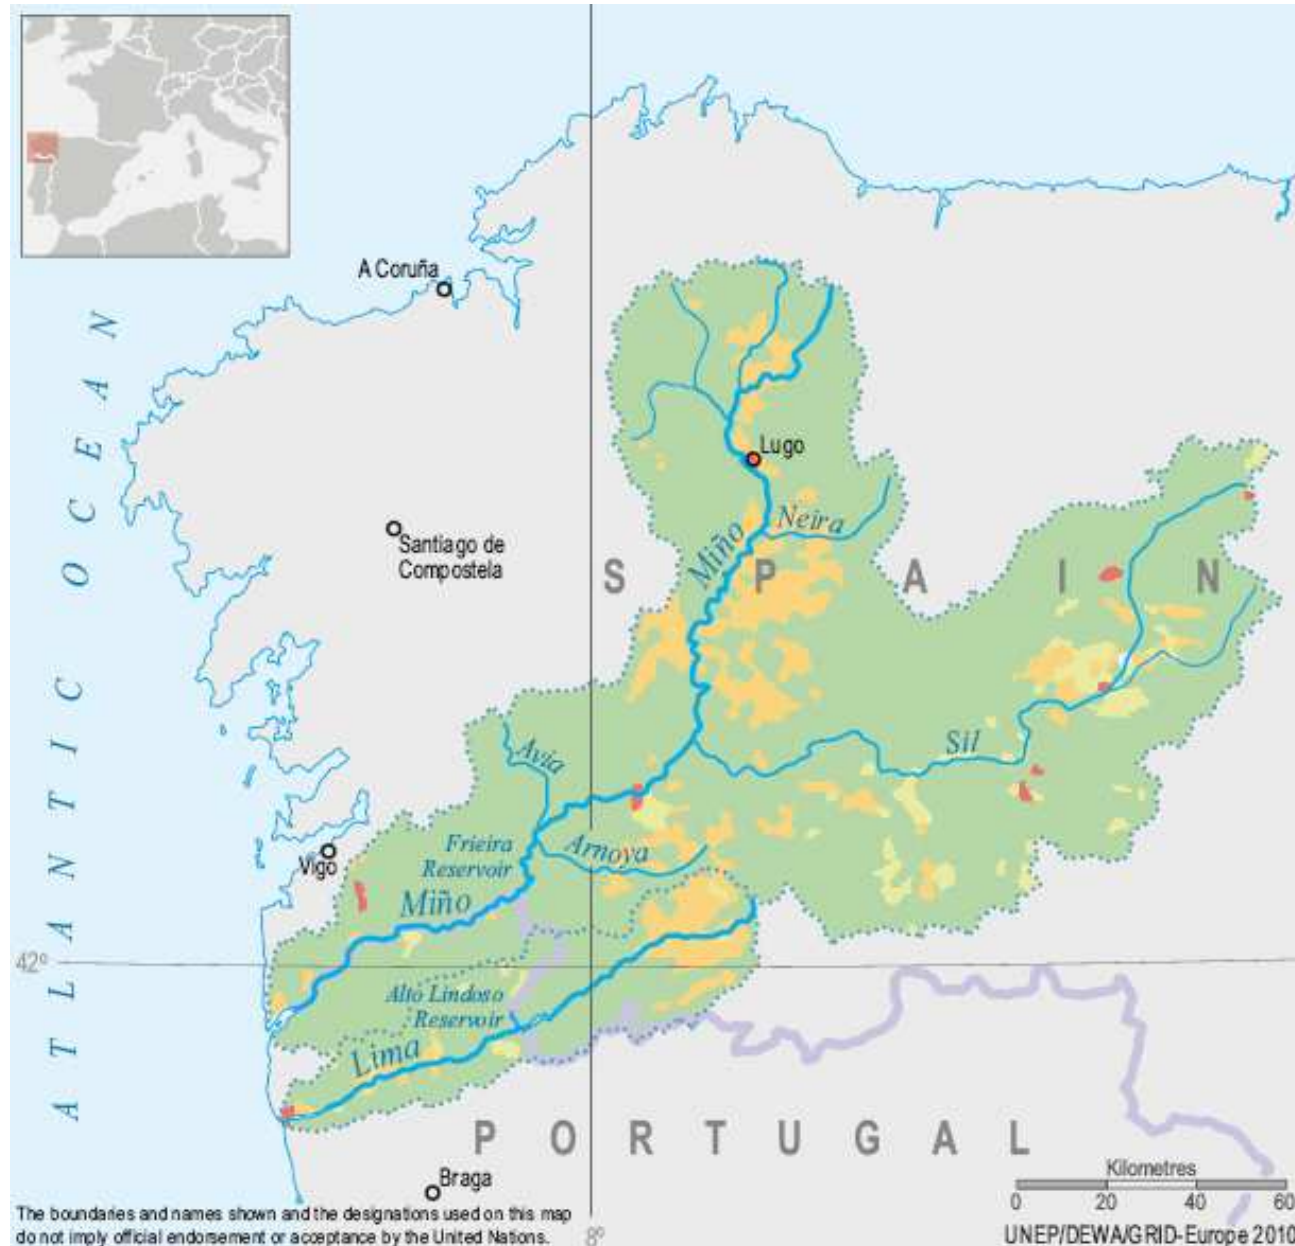 A Coruña
ATLANTIC OCEAN
Lugo
Neira
Miño
Santiago de
Compostela
SPAIN
Avia
Sil
Frieira
Reservoir
Arnoya
Vigo
Miño
42°
Alto Lindoso
Reservoir
Lima
PORTUGAL
Braga
Kilometres
0 20 40 60
The boundaries and names shown and the designations used on this map
do not imply official endorsement or acceptance by the United Nations.
8°
UNEP/DEWA/GRID-Europe 2010